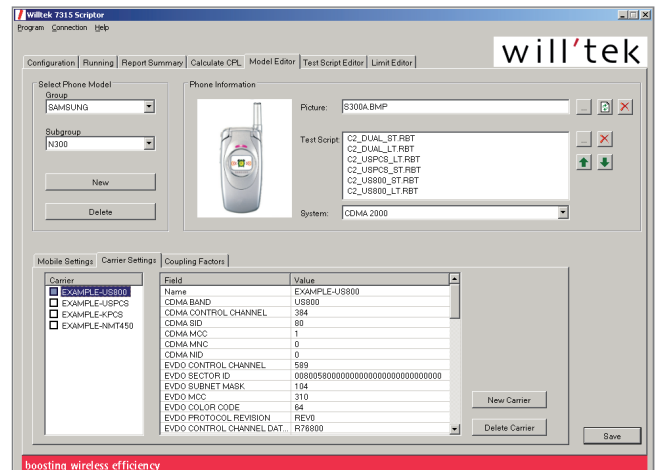 Willtek 7315 Scriptor
Program Connection Help
will'tek
Configuration Running Report Summary Calculate CPL Model Editor Test Script Editor Limit Editor
Select Phone Model
Group
SAMSUNG
Subgroup
N300
New
Delete
Phone Information
Picture: S300A.BMP ...
Test Script C2_DUAL_ST.RBT ...
C2_DUAL_LT.RBT
C2_USPCS_LT.RBT
C2_USPCS_ST.RBT
C2_US800_ST.RBT
C2_US800_LT.RBT
System: CDMA 2000
Mobile Settings Carrier Settings Coupling Factors
Carrier
EXAMPLE-US800
EXAMPLE-USPCS
EXAMPLE-KPCS
EXAMPLE-NMT450
Field Value
Name EXAMPLE-US800
CDMA BAND US800
CDMA CONTROL CHANNEL 384
CDMA SID 80
CDMA MCC 1
CDMA MNC 0
CDMA NID 0
EVDO CONTROL CHANNEL 589
EVDO SECTOR ID
EVDO SUBNET MASK 104
EVDO MCC 310
EVDO COLOR CODE 64
EVDO PROTOCOL REVISION REV0
EVDO CONTROL CHANNEL DAT... R76800
New Carrier
Delete Carrier
Save
boosting wireless efficiency